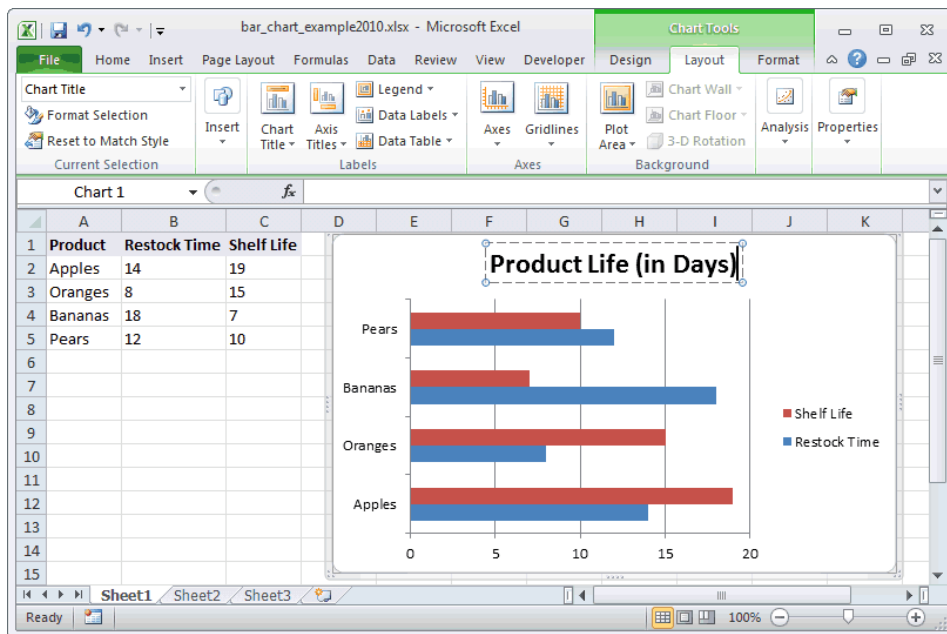 bar_chart_example2010.xlsx - Microsoft Excel
Chart Tools
File Home Insert Page Layout Formulas Data Review View Developer Design Layout Format
Chart Title
Format Selection
Reset to Match Style
Current Selection
Insert
Chart Title
Axis Titles
Legend
Data Labels
Data Table
Labels
Axes
Gridlines
Axes
Plot Area
Chart Wall
Chart Floor
3-D Rotation
Background
Analysis
Properties
Chart 1
fx
A B C D E F G H I J K
1 Product Restock Time Shelf Life
2 Apples 14 19
3 Oranges 8 15
4 Bananas 18 7
5 Pears 12 10
6
7
8
9
10
11
12
13
14
15
Product Life (in Days)
Pears
Bananas
Oranges
Apples
0 5 10 15 20
Shelf Life
Restock Time
Sheet1 Sheet2 Sheet3
Ready
100%